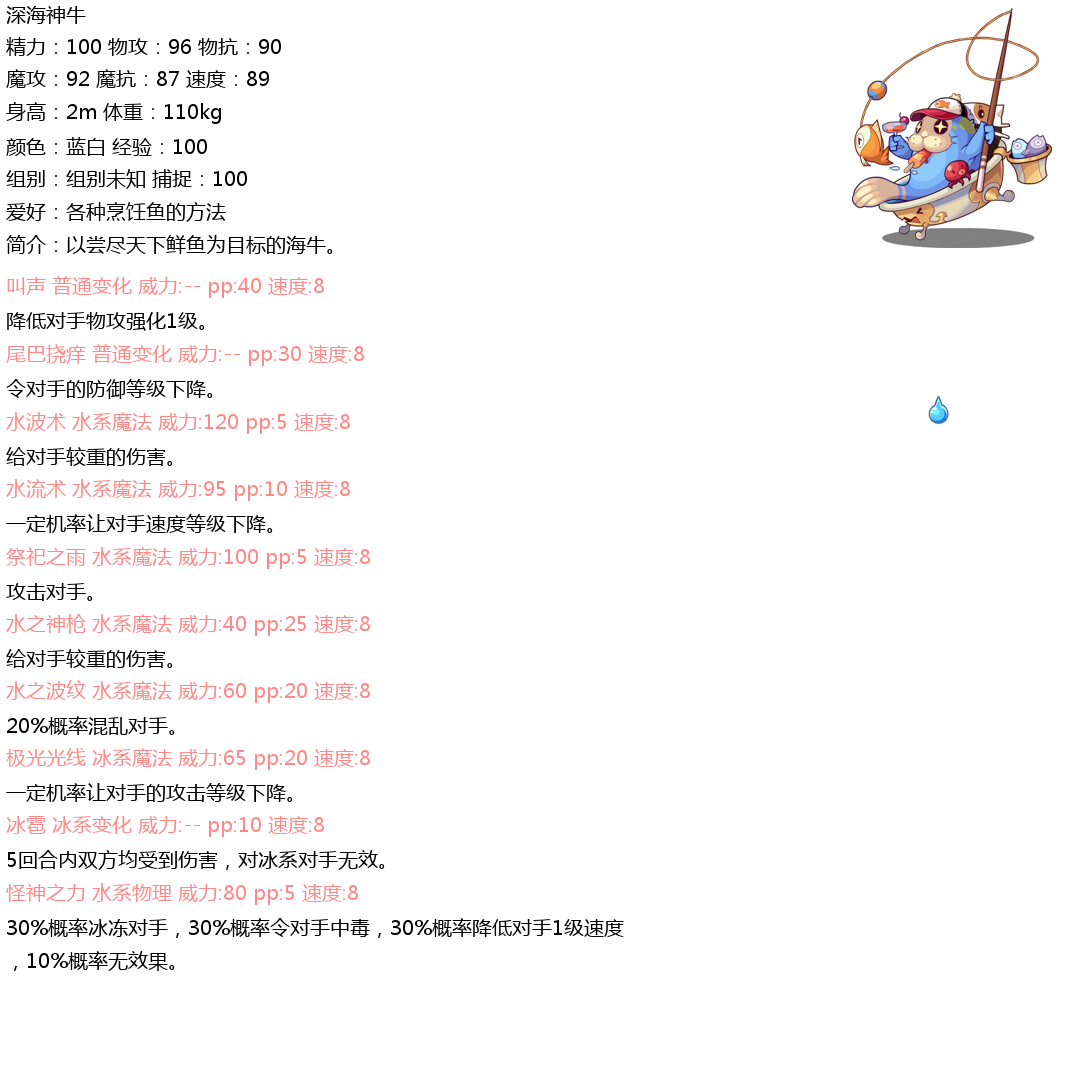 深海神牛
精力：100 物攻：96 物抗：90
魔攻：92 魔抗：87 速度：89
身高：2m 体重：110kg
颜色：蓝白 经验：100
组别：组别未知 捕捉：100
爱好：各种烹饪鱼的方法
简介：以尝尽天下鲜鱼为目标的海牛。
叫声 普通变化 威力:-- pp:40 速度:8
降低对手物攻强化1级。
尾巴挠痒 普通变化 威力:-- pp:30 速度:8
令对手的防御等级下降。
水波术 水系魔法 威力:120 pp:5 速度:8
给对手较重的伤害。
水流术 水系魔法 威力:95 pp:10 速度:8
一定机率让对手速度等级下降。
祭祀之雨 水系魔法 威力:100 pp:5 速度:8
攻击对手。
水之神枪 水系魔法 威力:40 pp:25 速度:8
给对手较重的伤害。
水之波纹 水系魔法 威力:60 pp:20 速度:8
20%概率混乱对手。
极光光线 冰系魔法 威力:65 pp:20 速度:8
一定机率让对手的攻击等级下降。
冰雹 冰系变化 威力:-- pp:10 速度:8
5回合内双方均受到伤害，对冰系对手无效。
怪神之力 水系物理 威力:80 pp:5 速度:8
30%概率冰冻对手，30%概率令对手中毒，30%概率降低对手1级速度
，10%概率无效果。